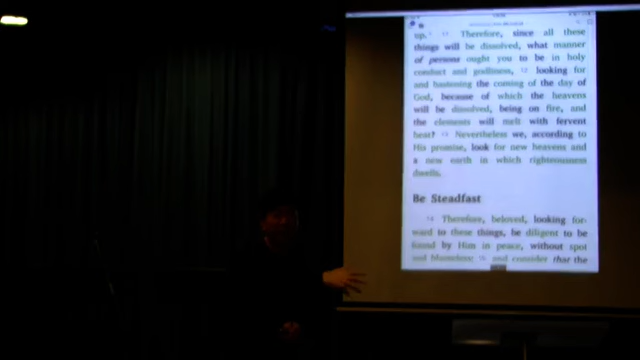 up. Therefore, since all these
things will be dissolved, what manner
of persons ought you to be in holy
conduct and godliness, 12 looking for
and hastening the coming of the day of
God, because of which the heavens
will be dissolved, being on fire, and
the elements will melt with fervent
heat? 13 Nevertheless we, according to
His promise, look for new heavens and
a new earth in which righteousness
dwells.
Be Steadfast
14 Therefore, beloved, looking for-
ward to these things, be diligent to be
found by Him in peace, without spot
and blameless; 15 and consider that the